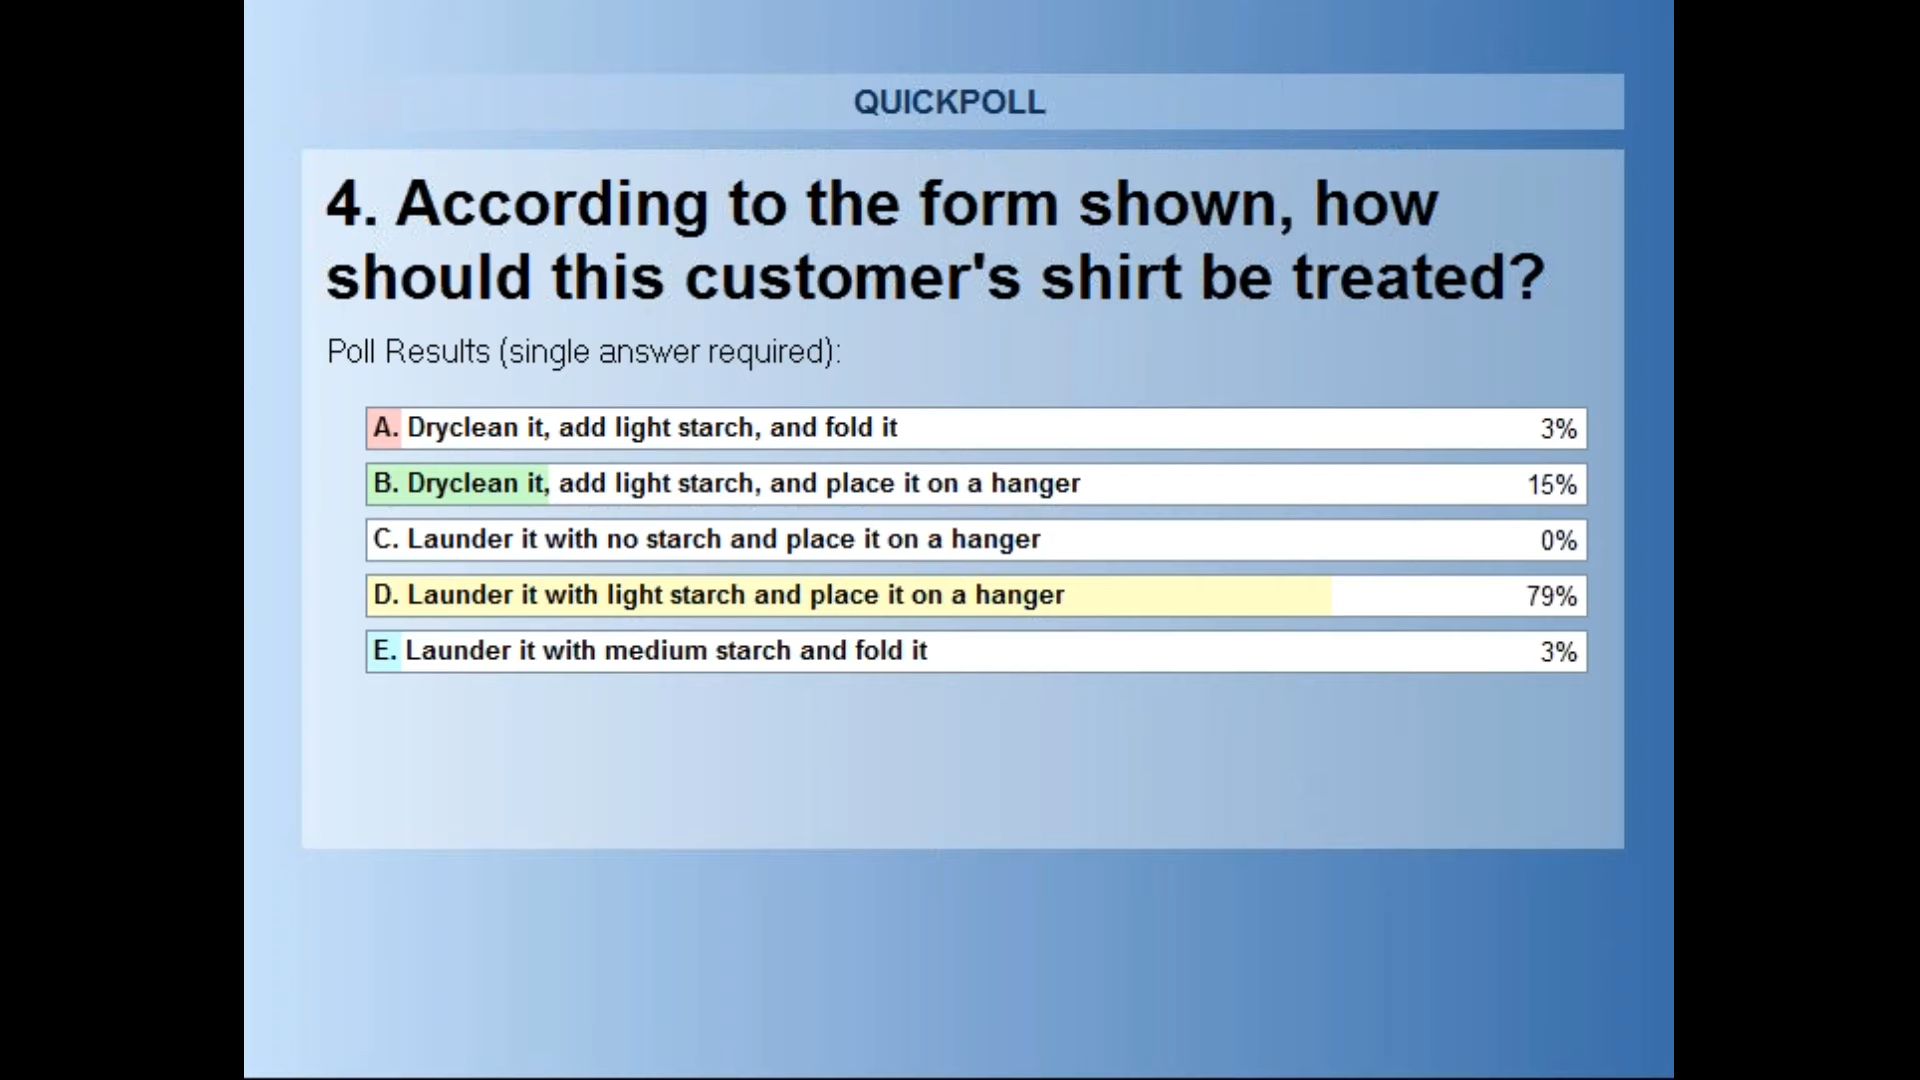 QUICKPOLL
4. According to the form shown, how
should this customer's shirt be treated?
Poll Results (single answer required):
A. Dryclean it, add light starch, and fold it 3%
B. Dryclean it, add light starch, and place it on a hanger 15%
C. Launder it with no starch and place it on a hanger 0%
D. Launder it with light starch and place it on a hanger 79%
E. Launder it with medium starch and fold it 3%